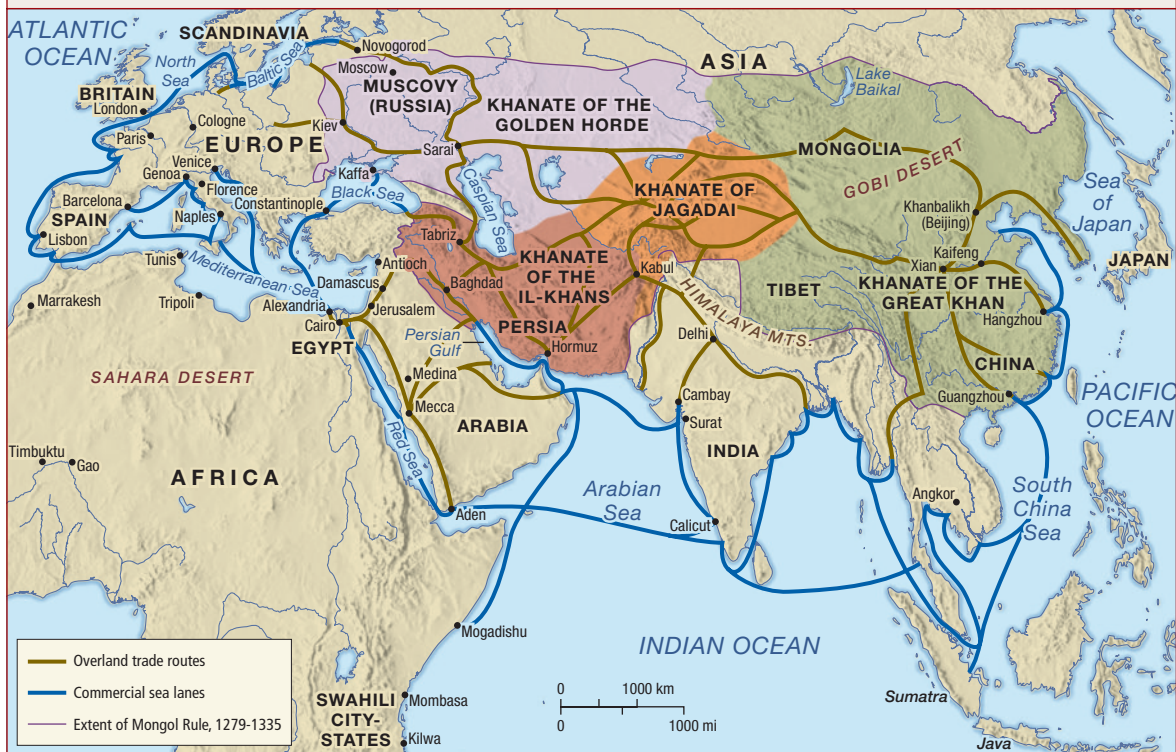 ATLANTIC
OCEAN
SCANDINAVIA
North
Sea
Baltic Sea
Novogorod
Moscow
MUSCOVY
(RUSSIA)
ASIA
Lake
Baikal
BRITAIN
London
Cologne
Paris
EUROPE
Kiev
KHANATE OF THE
GOLDEN HORDE
Sarai
MONGOLIA
GOBI DESERT
Venice
Genoa
Florence
Kaffa
Black Sea
Caspian Sea
KHANATE OF
JAGADAI
Sea
of
Japan
Barcelona
SPAIN
Naples
Constantinople
Khanbalikh
(Beijing)
Lisbon
Tabriz
KHANATE
OF THE
IL-KHANS
Kabul
Xian
Kaifeng
JAPAN
Tunis
Mediterranean Sea
Antioch
Damascus
Baghdad
TIBET
KHANATE OF THE
GREAT KHAN
Marrakesh
Tripoli
Alexandria
Jerusalem
HIMALAYA MTS.
Hangzhou
Cairo
EGYPT
PERSIA
Persian
Gulf
Hormuz
Delhi
CHINA
SAHARA DESERT
Medina
Mecca
ARABIA
Cambay
Surat
Guangzhou
PACIFIC
OCEAN
Red Sea
INDIA
Timbuktu
Gao
AFRICA
Arabian
Sea
Angkor
South
China
Sea
Aden
Calicut
Mogadishu
INDIAN OCEAN
Overland trade routes
Commercial sea lanes
Extent of Mongol Rule, 1279-1335
SWAHILI
CITY-
STATES
Mombasa
Kilwa
0 1000 km
0 1000 mi
Sumatra
Java